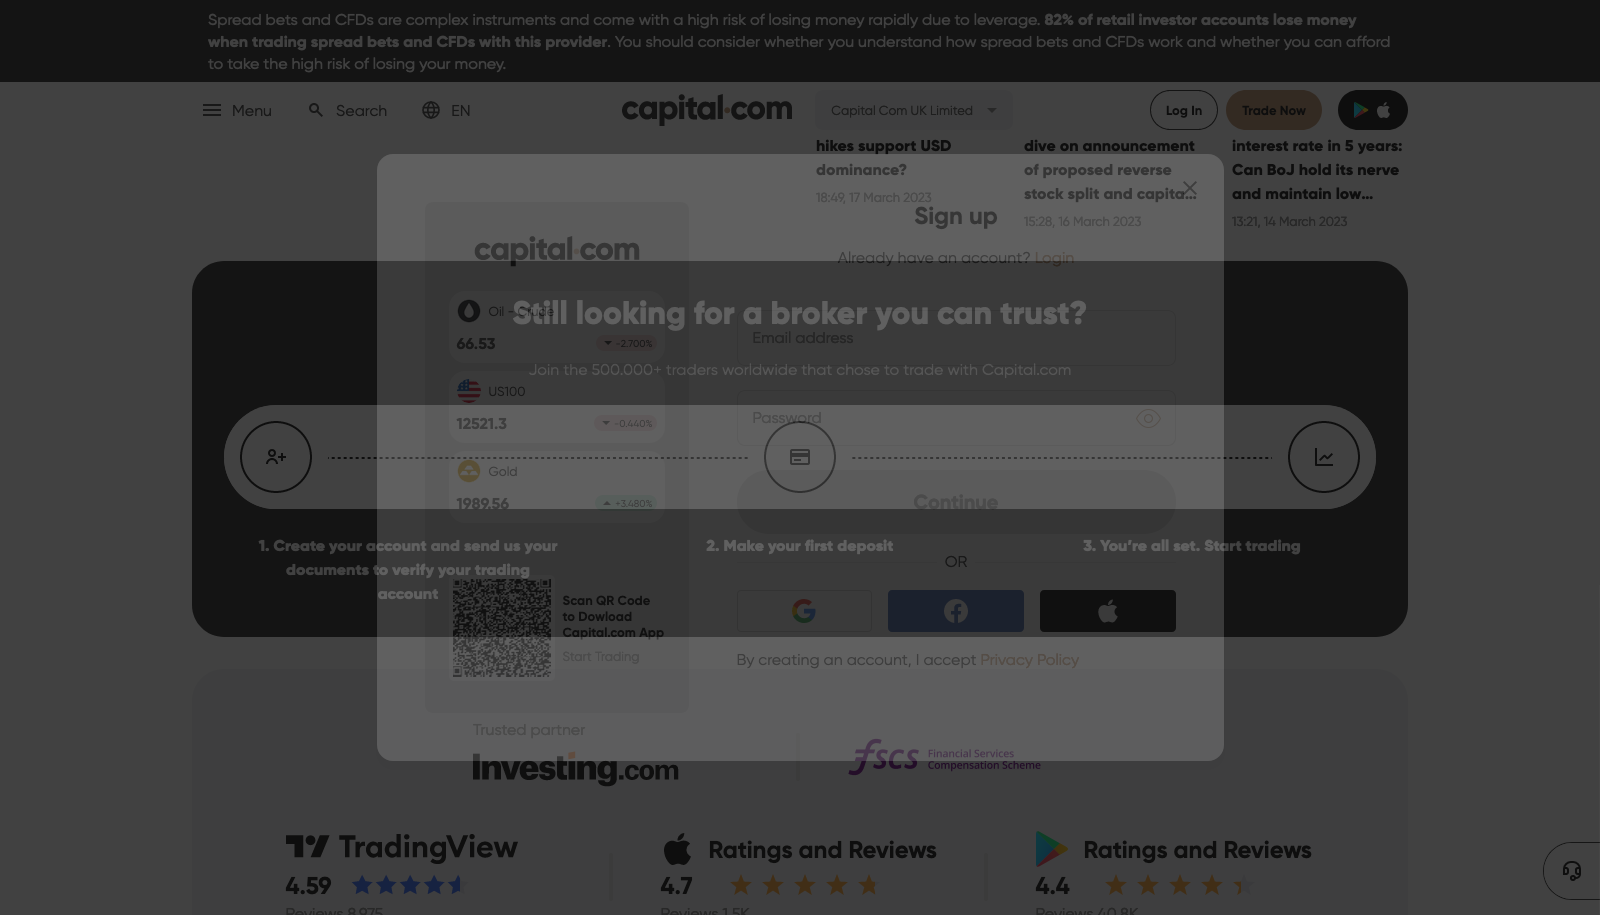 Spread bets and CFDs are complex instruments and come with a high risk of losing money rapidly due to leverage. 82% of retail investor accounts lose money
when trading spread bets and CFDs with this provider. You should consider whether you understand how spread bets and CFDs work and whether you can afford
to take the high risk of losing your money.
Menu
Search
EN
capital.com
Capital Com UK Limited
Log In
Trade Now
hikes support USD
dominance?
18:49, 17 March 2023
dive on announcement
of proposed reverse
stock split and capita...
15:28, 16 March 2023
interest rate in 5 years:
Can BoJ hold its nerve
and maintain low...
13:21, 14 March 2023
capital.com
Oil - Crude
66.53
-2.700%
US100
12521.3
-0.440%
Gold
1989.56
+3.480%
Scan QR Code
to Dowload
Capital.com App
Start Trading
Sign up
Already have an account? Login
Email address
Password
Continue
OR
By creating an account, I accept Privacy Policy
Still looking for a broker you can trust?
Join the 500.000+ traders worldwide that chose to trade with Capital.com
1. Create your account and send us your
documents to verify your trading
account
2. Make your first deposit
3. You're all set. Start trading
Trusted partner
Investing.com
fscs
Financial Services
Compensation Scheme
TradingView
4.59
Reviews 8,975
Ratings and Reviews
4.7
Reviews 1.5K
Ratings and Reviews
4.4
Reviews 40.8K